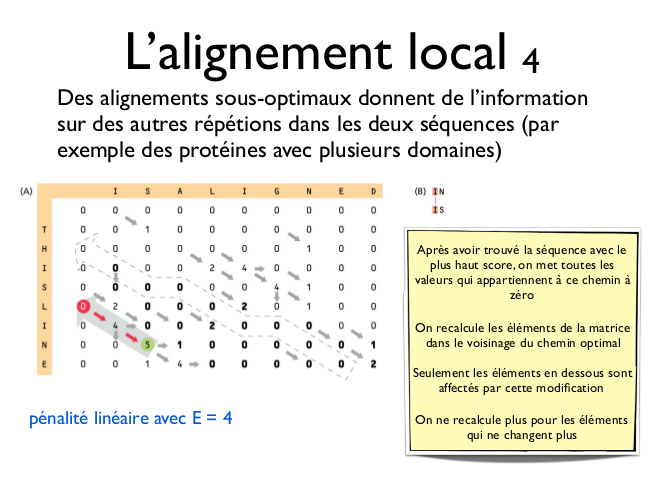 L'alignement local 4
Des alignements sous-optimaux donnent de l'information
sur des autres répétions dans les deux séquences (par
exemple des protéines avec plusieurs domaines)
(A) I S A L I G N E D
0 0 0 0 0 0 0 0 0 0
T 0 0 1 0 0 0 0 0 0 0
H 0 0 0 0 0 0 0 1 0 0
I 0 0 0 0 2 4 0 0 0 0
S 0 0 0 0 0 0 4 1 0 0
L 0 2 0 0 0 2 0 1 0 0
I 0 4 0 0 2 0 0 0 0 0
N 0 0 5 1 0 0 0 0 0 1
E 0 0 1 4 0 0 0 0 0 2
(B) IN
IS
Après avoir trouvé la séquence avec le
plus haut score, on met toutes les
valeurs qui appartiennent à ce chemin à
zéro
On recalcule les éléments de la matrice
dans le voisinage du chemin optimal
Seulement les éléments en dessous sont
affectés par cette modification
On ne recalcule plus pour les éléments
qui ne changent plus
pénalité linéaire avec E = 4